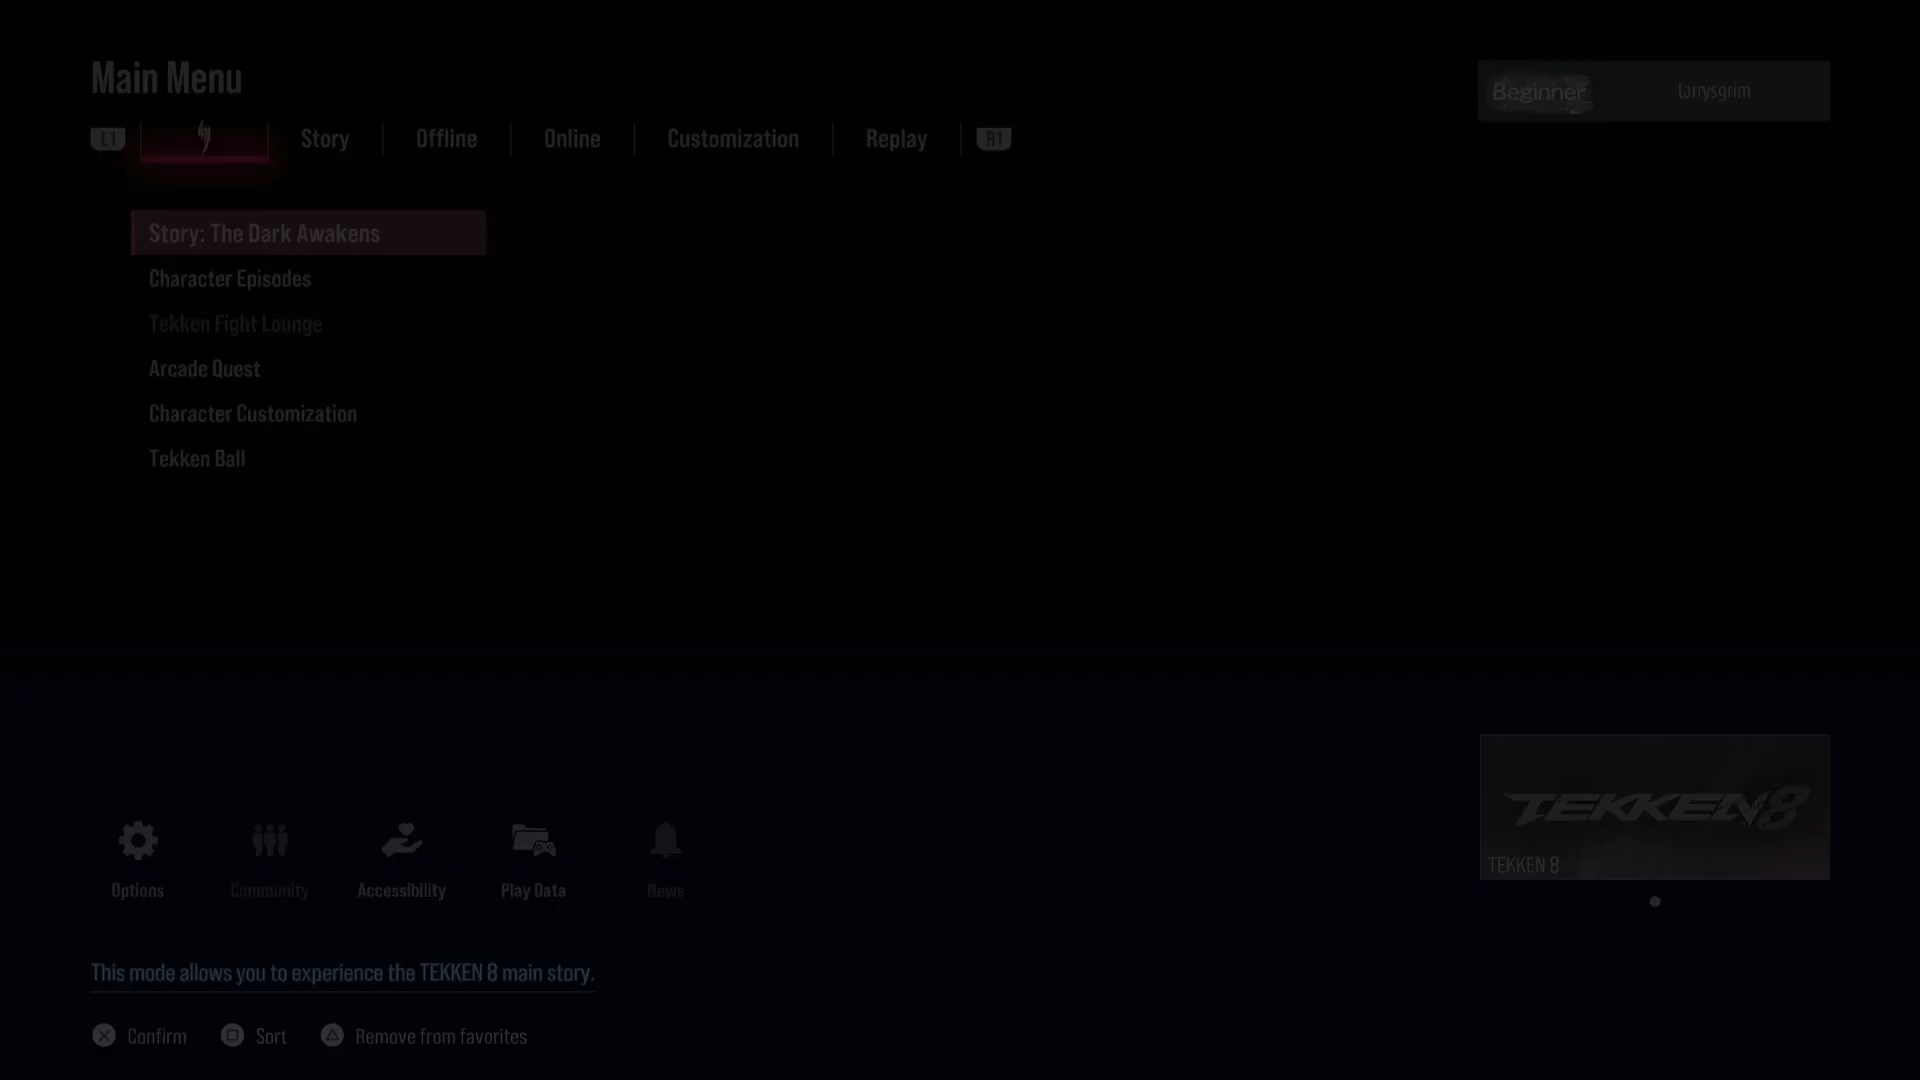 Main Menu
Beginner larrysgrim
L1 Story Offline Online Customization Replay R1
Story: The Dark Awakens
Character Episodes
Tekken Fight Lounge
Arcade Quest
Character Customization
Tekken Ball
TEKKEN 8
TEKKEN 8
Options Community Accessibility Play Data News
This mode allows you to experience the TEKKEN 8 main story.
Confirm Sort Remove from favorites